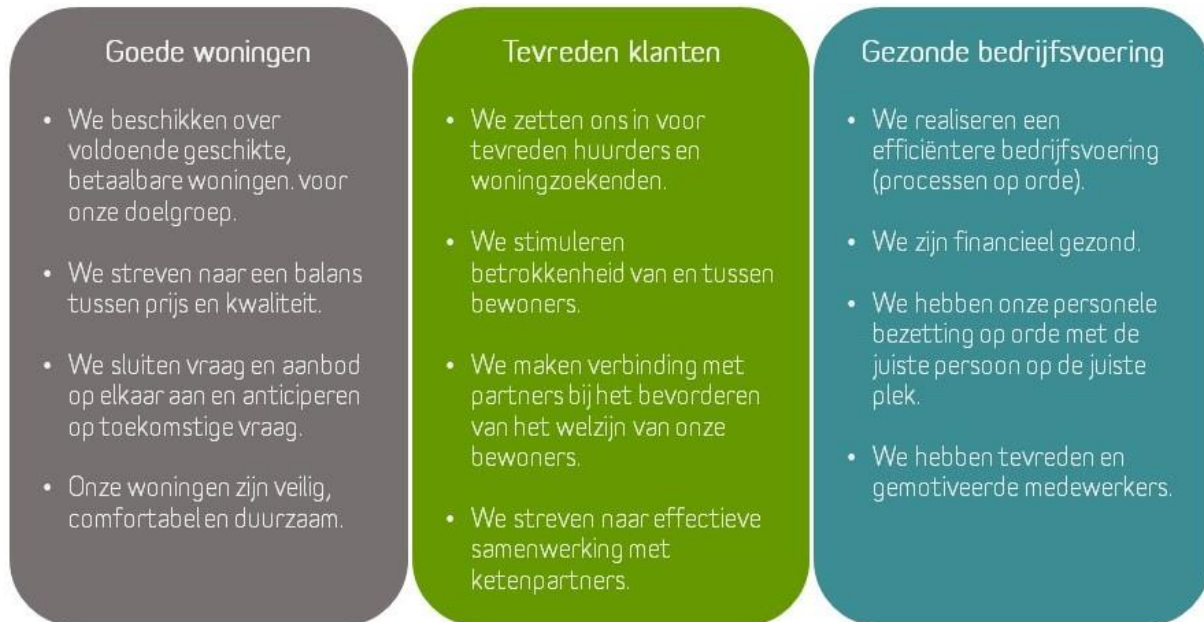 Goede woningen
• We beschikken over
voldoende geschikte,
betaalbare woningen. voor
onze doelgroep.
• We streven naar een balans
tussen prijs en kwaliteit.
• We sluiten vraag en aanbod
op elkaar aan en anticiperen
op toekomstige vraag.
• Onze woningen zijn veilig,
comfortabel en duurzaam.
Tevreden klanten
• We zetten ons in voor
tevreden huurders en
woningzoekenden.
• We stimuleren
betrokkenheid van en tussen
bewoners.
• We maken verbinding met
partners bij het bevorderen
van het welzijn van onze
bewoners.
• We streven naar effectieve
samenwerking met
ketenpartners.
Gezonde bedrijfsvoering
• We realiseren een
efficiëntere bedrijfsvoering
(processen op orde).
• We zijn financieel gezond.
• We hebben onze personele
bezetting op orde met de
juiste persoon op de juiste
plek.
• We hebben tevreden en
gemotiveerde medewerkers.